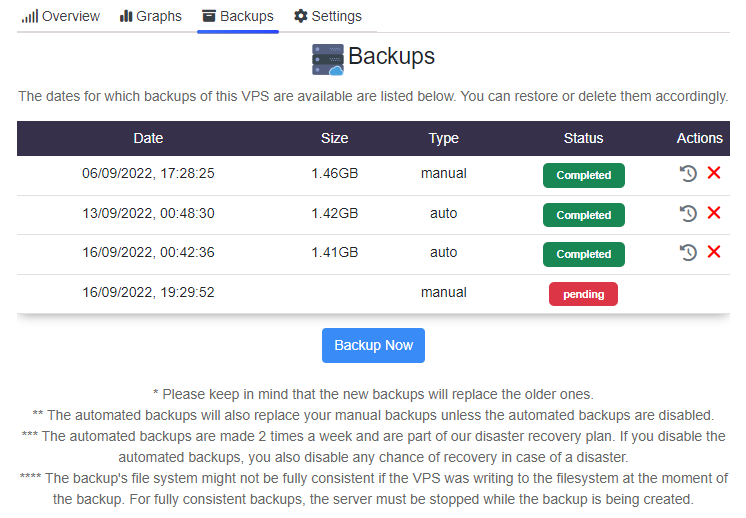 Overview Graphs Backups Settings
Backups
The dates for which backups of this VPS are available are listed below. You can restore or delete them accordingly.
Date Size Type Status Actions
06/09/2022, 17:28:25 1.46GB manual Completed
13/09/2022, 00:48:30 1.42GB auto Completed
16/09/2022, 00:42:36 1.41GB auto Completed
16/09/2022, 19:29:52 manual pending
Backup Now
* Please keep in mind that the new backups will replace the older ones.
** The automated backups will also replace your manual backups unless the automated backups are disabled.
*** The automated backups are made 2 times a week and are part of our disaster recovery plan. If you disable the
automated backups, you also disable any chance of recovery in case of a disaster.
**** The backup's file system might not be fully consistent if the VPS was writing to the filesystem at the moment of
the backup. For fully consistent backups, the server must be stopped while the backup is being created.